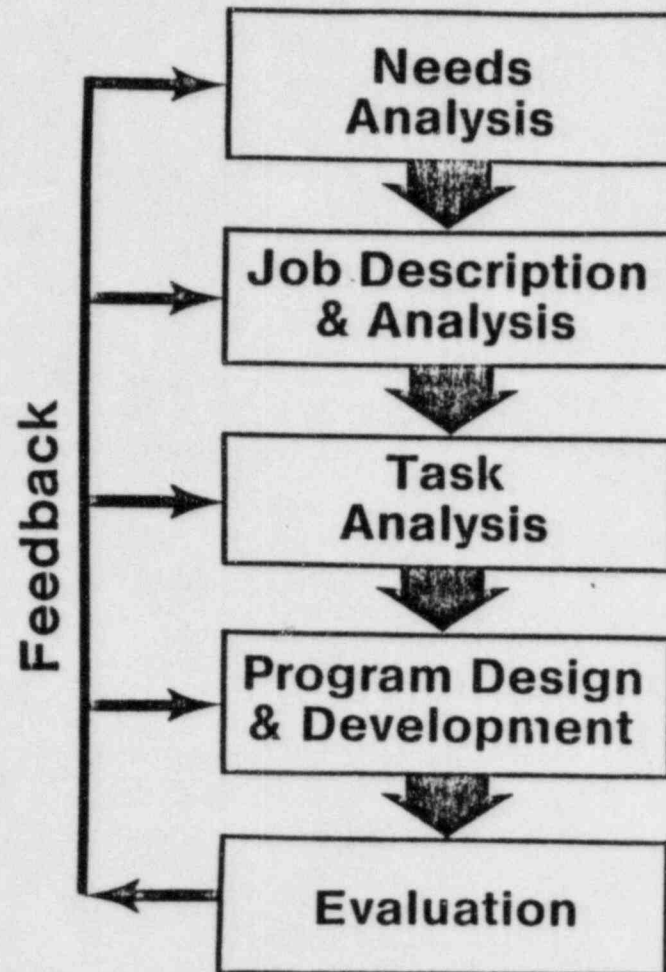 Needs
Analysis
Job Description
& Analysis
Task
Analysis
Program Design
& Development
Evaluation
Feedback